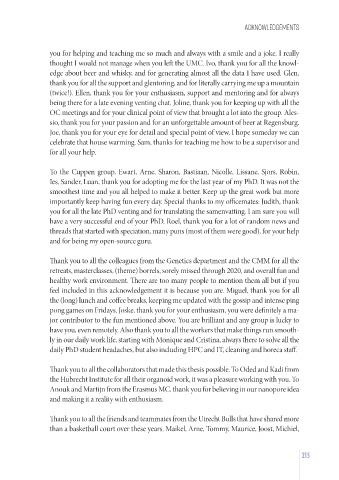 ACKNOWLEDGEMENTS
you for helping and teaching me so much and always with a smile and a joke. I really
thought I would not manage when you left the UMC. Ivo, thank you for all the knowl-
edge about beer and whisky, and for generating almost all the data I have used. Glen,
thank you for all the support and glentoring, and for literally carrying me up a mountain
(twice!). Ellen, thank you for your enthusiasm, support and mentoring and for always
being there for a late evening venting chat. Joline, thank you for keeping up with all the
OC meetings and for your clinical point of view that brought a lot into the group. Ales-
sio, thank you for your passion and for an unforgettable amount of beer at Regensburg.
Joe, thank you for your eye for detail and special point of view, I hope someday we can
celebrate that house warming. Sam, thanks for teaching me how to be a supervisor and
for all your help.
To the Cuppen group, Ewart, Arne, Sharon, Bastiaan, Nicolle, Lisanne, Sjors, Robin,
Ies, Sander, Luan, thank you for adopting me for the last year of my PhD. It was not the
smoothest time and you all helped to make it better. Keep up the great work but more
importantly keep having fun every day. Special thanks to my officemates: Judith, thank
you for all the late PhD venting and for translating the samenvatting, I am sure you will
have a very successful end of your PhD. Roel, thank you for a lot of random news and
threads that started with speciation, many puns (most of them were good), for your help
and for being my open-source guru.
Thank you to all the colleagues from the Genetics department and the CMM for all the
retreats, masterclasses, (theme) borrels, sorely missed through 2020, and overall fun and
healthy work environment. There are too many people to mention them all but if you
feel included in this acknowledgement it is because you are. Miguel, thank you for all
the (long) lunch and coffee breaks, keeping me updated with the gossip and intense ping
pong games on Fridays. Joske, thank you for your enthusiasm, you were definitely a ma-
jor contributor to the fun mentioned above. You are brilliant and any group is lucky to
have you, even remotely. Also thank you to all the workers that make things run smooth-
ly in our daily work life, starting with Monique and Cristina, always there to solve all the
daily PhD student headaches, but also including HPC and IT, cleaning and horeca staff.
Thank you to all the collaborators that made this thesis possible. To Oded and Kadi from
the Hubrecht Institute for all their organoid work, it was a pleasure working with you. To
Anouk and Martijn from the Erasmus MC, thank you for believing in our nanopore idea
and making it a reality with enthusiasm.
Thank you to all the friends and teammates from the Utrecht Bulls that have shared more
than a basketball court over these years. Maikel, Arne, Tommy, Maurice, Joost, Michiel,